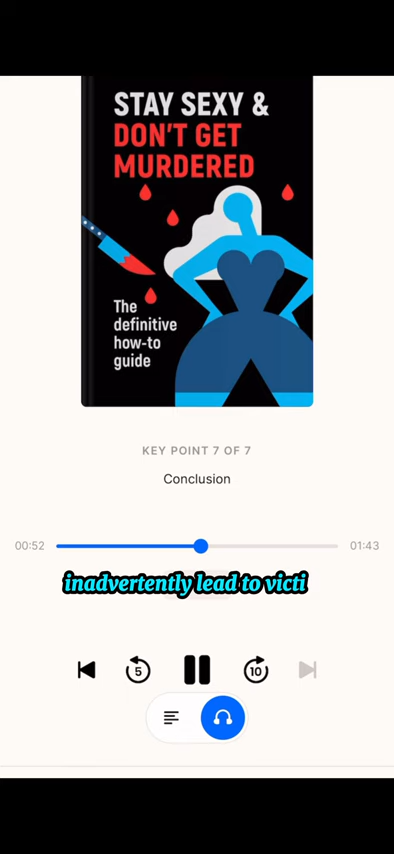 STAY SEXY &
DON'T GET
MURDERED
The
definitive
how-to
guide
KEY POINT 7 OF 7
Conclusion
00:52
01:43
inadvertently lead to victi
5
10